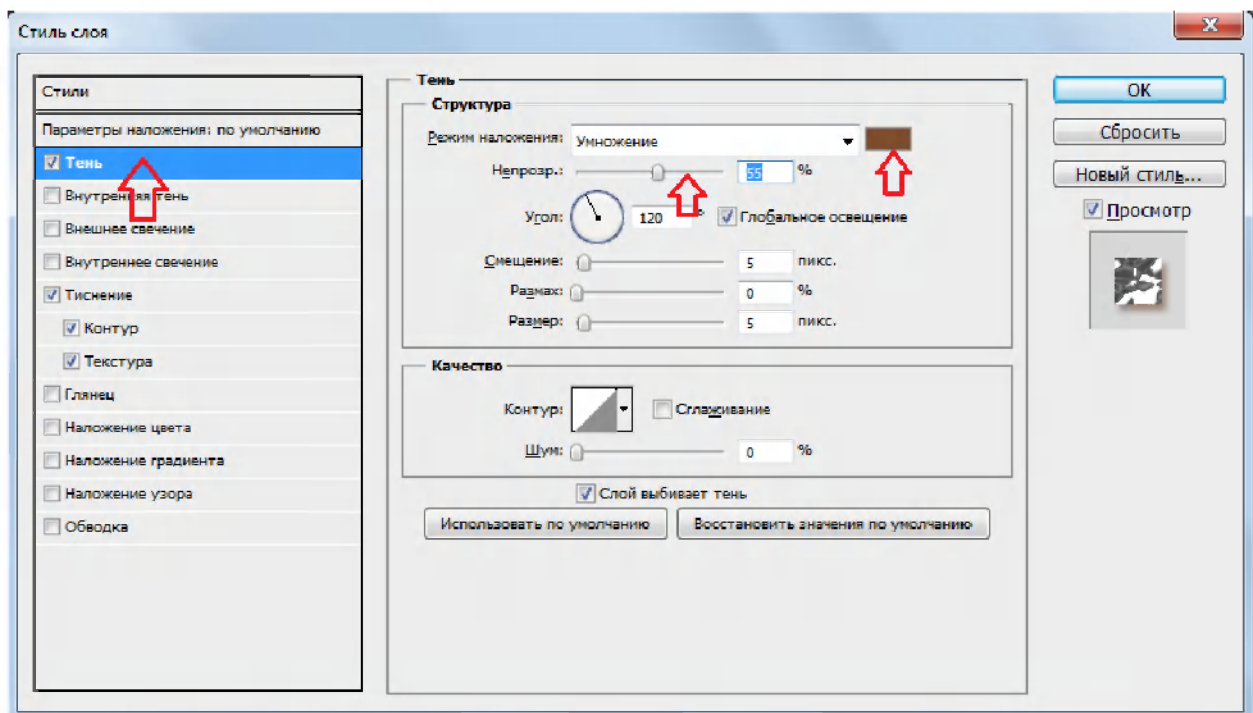 Стиль слоя
X
Стили
Параметры наложения: по умолчанию
Тень
Внутренняя тень
Внешнее свечение
Внутреннее свечение
Тиснение
Контур
Текстура
Глянец
Наложение цвета
Наложение градиента
Наложение узора
Обводка
Тень
Структура
Режим наложения: Умножение
Непрозр.: 55 %
Угол: 120 ° Глобальное освещение
Смещение: 5 пикс.
Размах: 0 %
Размер: 5 пикс.
Качество
Контур: Сглаживание
Шум: 0 %
Слой выбивает тень
Использовать по умолчанию Восстановить значения по умолчанию
OK
Сбросить
Новый стиль...
Просмотр